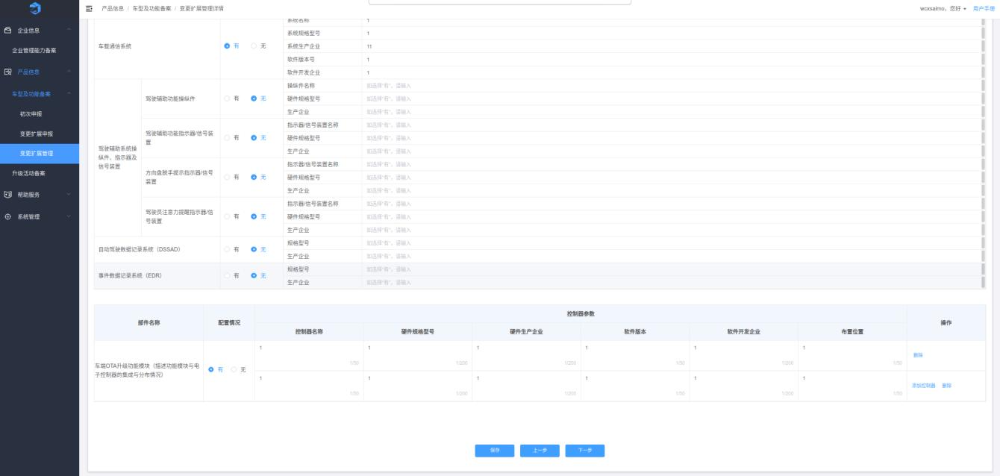 产品信息 / 车型及功能备案 / 变更扩展管理详情
wcxsaimo，您好 用户手册
企业信息
企业管理能力备案
产品信息
车型及功能备案
初次申报
变更扩展申报
变更扩展管理
升级活动备案
帮助服务
系统管理
系统名称 1
车载通信系统 有 无 系统规格型号 1
系统生产企业 11
软件版本号 1
软件开发企业 1
驾驶辅助系统操
纵件、指示器及
信号装置
驾驶辅助功能操纵件 有 无
操纵件名称 如选择"有"，请输入
硬件规格型号 如选择"有"，请输入
生产企业 如选择"有"，请输入
驾驶辅助功能指示器/信号装
置
有 无
指示器/信号装置名称 如选择"有"，请输入
硬件规格型号 如选择"有"，请输入
生产企业 如选择"有"，请输入
方向盘脱手提示指示器/信号
装置
有 无
指示器/信号装置名称 如选择"有"，请输入
硬件规格型号 如选择"有"，请输入
生产企业 如选择"有"，请输入
驾驶员注意力提醒指示器/信
号装置
有 无
指示器/信号装置名称 如选择"有"，请输入
硬件规格型号 如选择"有"，请输入
生产企业 如选择"有"，请输入
自动驾驶数据记录系统（DSSAD） 有 无
规格型号 如选择"有"，请输入
生产企业 如选择"有"，请输入
事件数据记录系统（EDR） 有 无
规格型号 如选择"有"，请输入
生产企业 如选择"有"，请输入
部件名称 配置情况 控制器参数 操作
控制器名称 硬件规格型号 硬件生产企业 软件版本 软件开发企业 布置位置
车端OTA升级功能模块（描述功能模块与电
子控制器的集成与分布情况）
有 无
1 1 1 1 1 1
1/50 1/200 1/200 1/50 1/200 1/50
删除
1 1 1 1 1 1
1/50 1/200 1/200 1/50 1/200 1/50
添加控制器 删除
保存 上一步 下一步